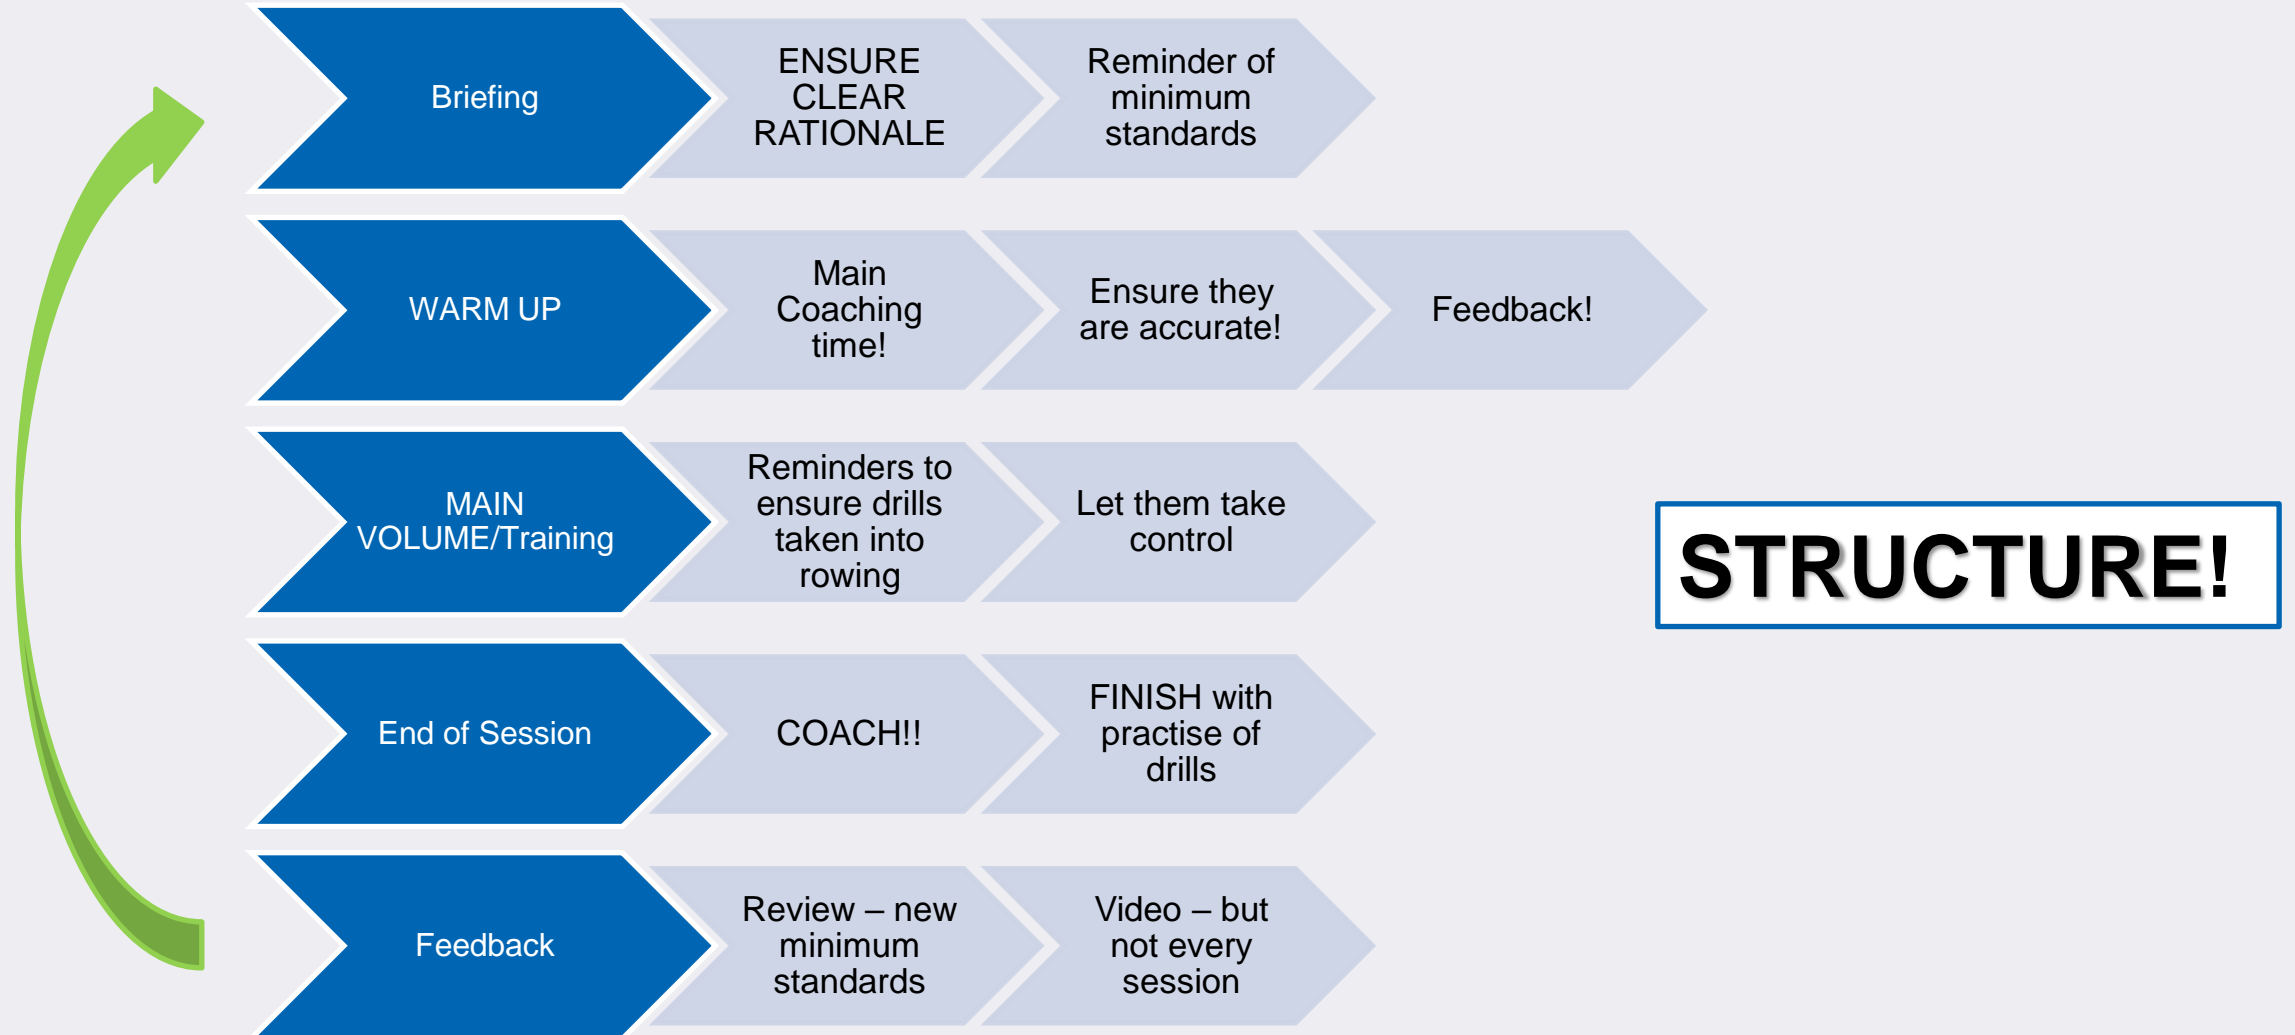 Briefing
ENSURE
CLEAR
RATIONALE
Reminder of
minimum
standards
WARM UP
Main
Coaching
time!
Ensure they
are accurate!
Feedback!
MAIN
VOLUME/Training
Reminders to
ensure drills
taken into
rowing
Let them take
control
STRUCTURE!
End of Session
COACH!!
FINISH with
practise of
drills
Feedback
Review – new
minimum
standards
Video – but
not every
session